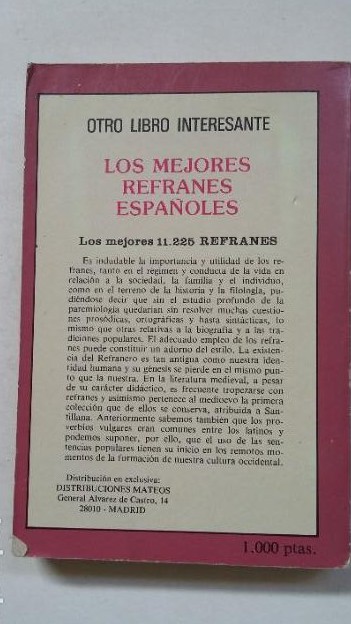 OTRO LIBRO INTERESANTE
LOS MEJORES
REFRANES
ESPAÑOLES
Los mejores 11.225 REFRANES
Es indudable la importancia y utilidad de los re-
franes, tanto en el regimen y conducta de la vida en
relación a la sociedad, la familia y el individuo,
como en el terreno de la historia y la filología, pu-
diéndose decir que sin el estudio profundo de la
paremiología quedarían sin resolver muchas cuestio-
nes prosódicas, ortográficas y hasta sintácticas, lo
mismo que otras relativas a la biografía y a las tra-
diciones populares. El adecuado empleo de los refra-
nes puede constituir un adorno del estilo. La existen-
cia del Refranero es tan antigua como nuestra iden-
tidad humana y su génesis se pierde en el mismo pun-
to que la nuestra. En la literatura medieval, a pesar
de su carácter didáctico, es frecuente tropezarse con
refranes y asimismo pertenece al medioevo la primera
colección que de ellos se conserva, atribuida a San-
tillana. Anteriormente sabemos también que los pro-
verbios vulgares eran comunes entre los latinos y
podemos suponer, por ello, que el uso de las sen-
tencias populares tienen su inicio en los remotos mo-
mentos de la formación de nuestra cultura occidental.
Distribución en exclusiva:
DISTRIBUCIONES MATEOS
General Alvarez de Castro, 14
28010 - MADRID
1.000 ptas.